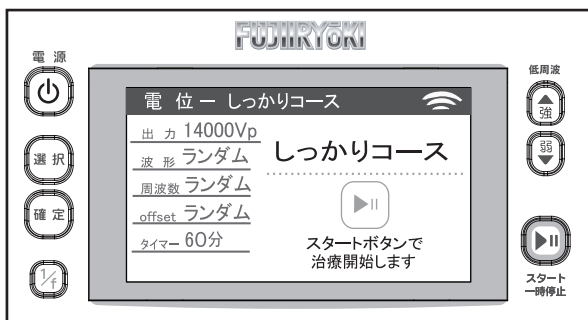 FUJIIRYOKI
電源
選択
確定
1/f
電 位 ー しっかりコース
出 力 14000Vp
波 形 ランダム
周波数 ランダム
offset ランダム
タイマー 60分
しっかりコース
スタートボタンで
治療開始します
低周波
強
弱
スタート
一時停止